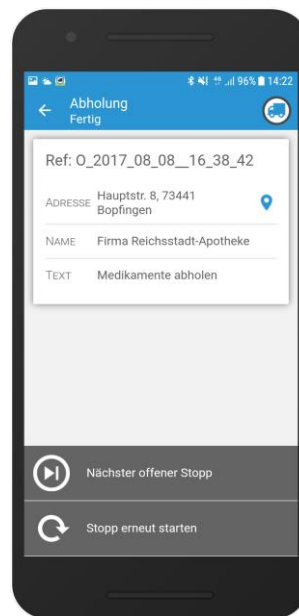 96% 14:22
Abholung
Fertig
Ref: O_2017_08_08__16_38_42
ADRESSE Hauptstr. 8, 73441
Bopfingen
NAME Firma Reichsstadt-Apotheke
TEXT Medikamente abholen
Nächster offener Stopp
Stopp erneut starten